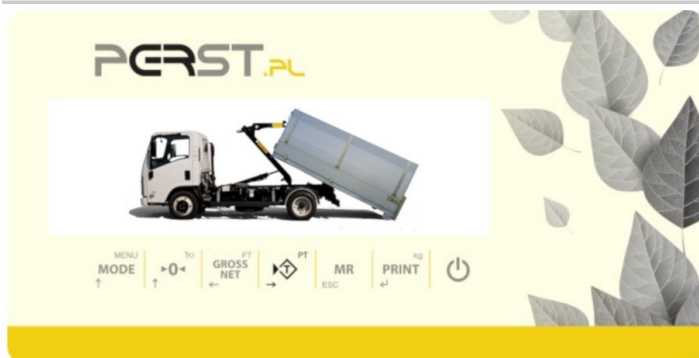 PERST.PL
MENU
MODE
TO
▸0◂
FT
GROSS
NET
PT
T
MR
ESC
kg
PRINT